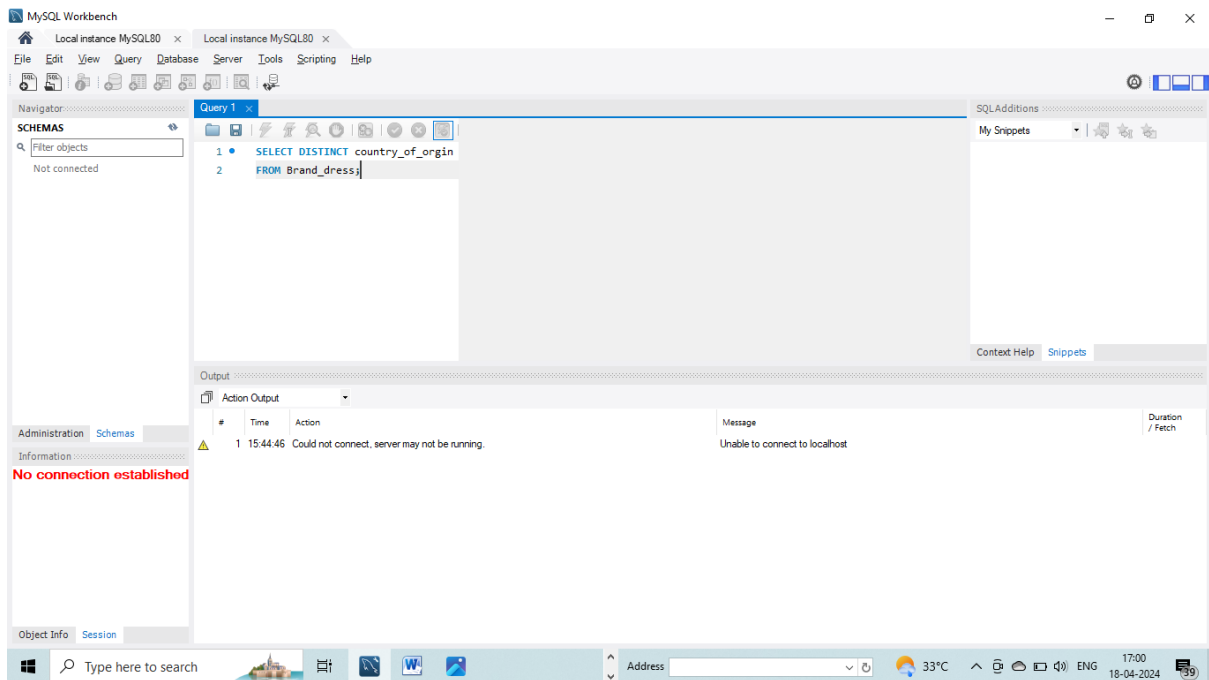 MySQL Workbench
Local instance MySQL80 × Local instance MySQL80 ×
File Edit View Query Database Server Tools Scripting Help
Navigator
SCHEMAS
Filter objects
Not connected
Administration Schemas
Information
No connection established
Object Info Session
Query 1 ×
1 SELECT DISTINCT country_of_orgin
2 FROM Brand_dress;
SQLAdditions
My Snippets
Context Help Snippets
Output
Action Output
# Time Action Message Duration / Fetch
1 15:44:46 Could not connect, server may not be running. Unable to connect to localhost
Type here to search Address 33°C ENG 17:00
18-04-2024 39